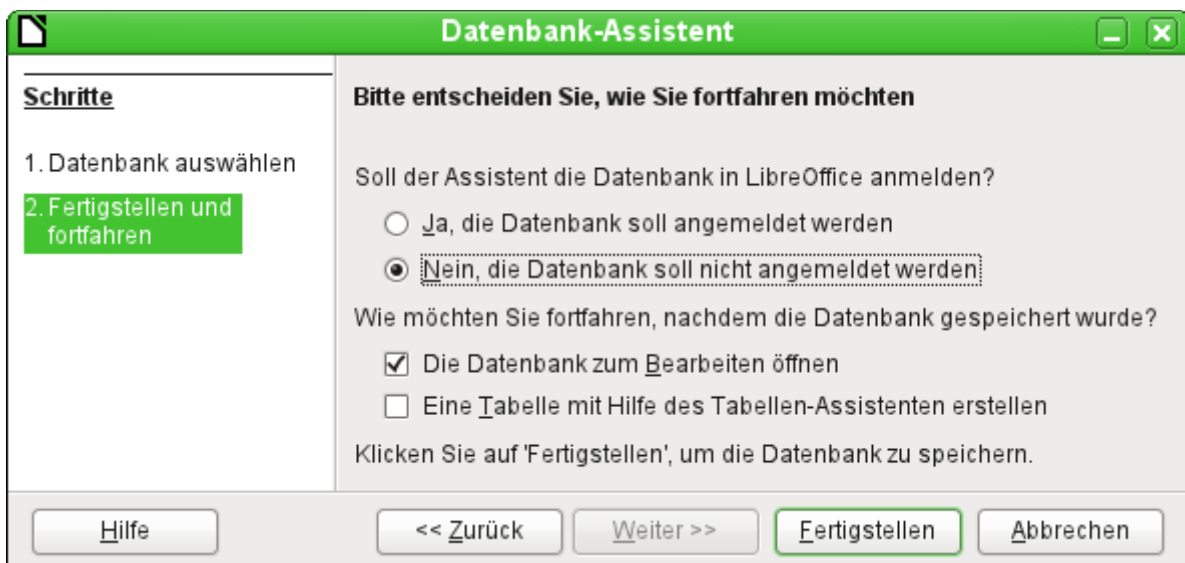 Datenbank-Assistent
Schritte
1. Datenbank auswählen
2. Fertigstellen und
fortfahren
Bitte entscheiden Sie, wie Sie fortfahren möchten
Soll der Assistent die Datenbank in LibreOffice anmelden?
Ja, die Datenbank soll angemeldet werden
Nein, die Datenbank soll nicht angemeldet werden
Wie möchten Sie fortfahren, nachdem die Datenbank gespeichert wurde?
Die Datenbank zum Bearbeiten öffnen
Eine Tabelle mit Hilfe des Tabellen-Assistenten erstellen
Klicken Sie auf 'Fertigstellen', um die Datenbank zu speichern.
Hilfe
<< Zurück
Weiter >>
Fertigstellen
Abbrechen